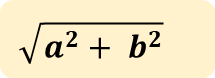 √(a² + b²)